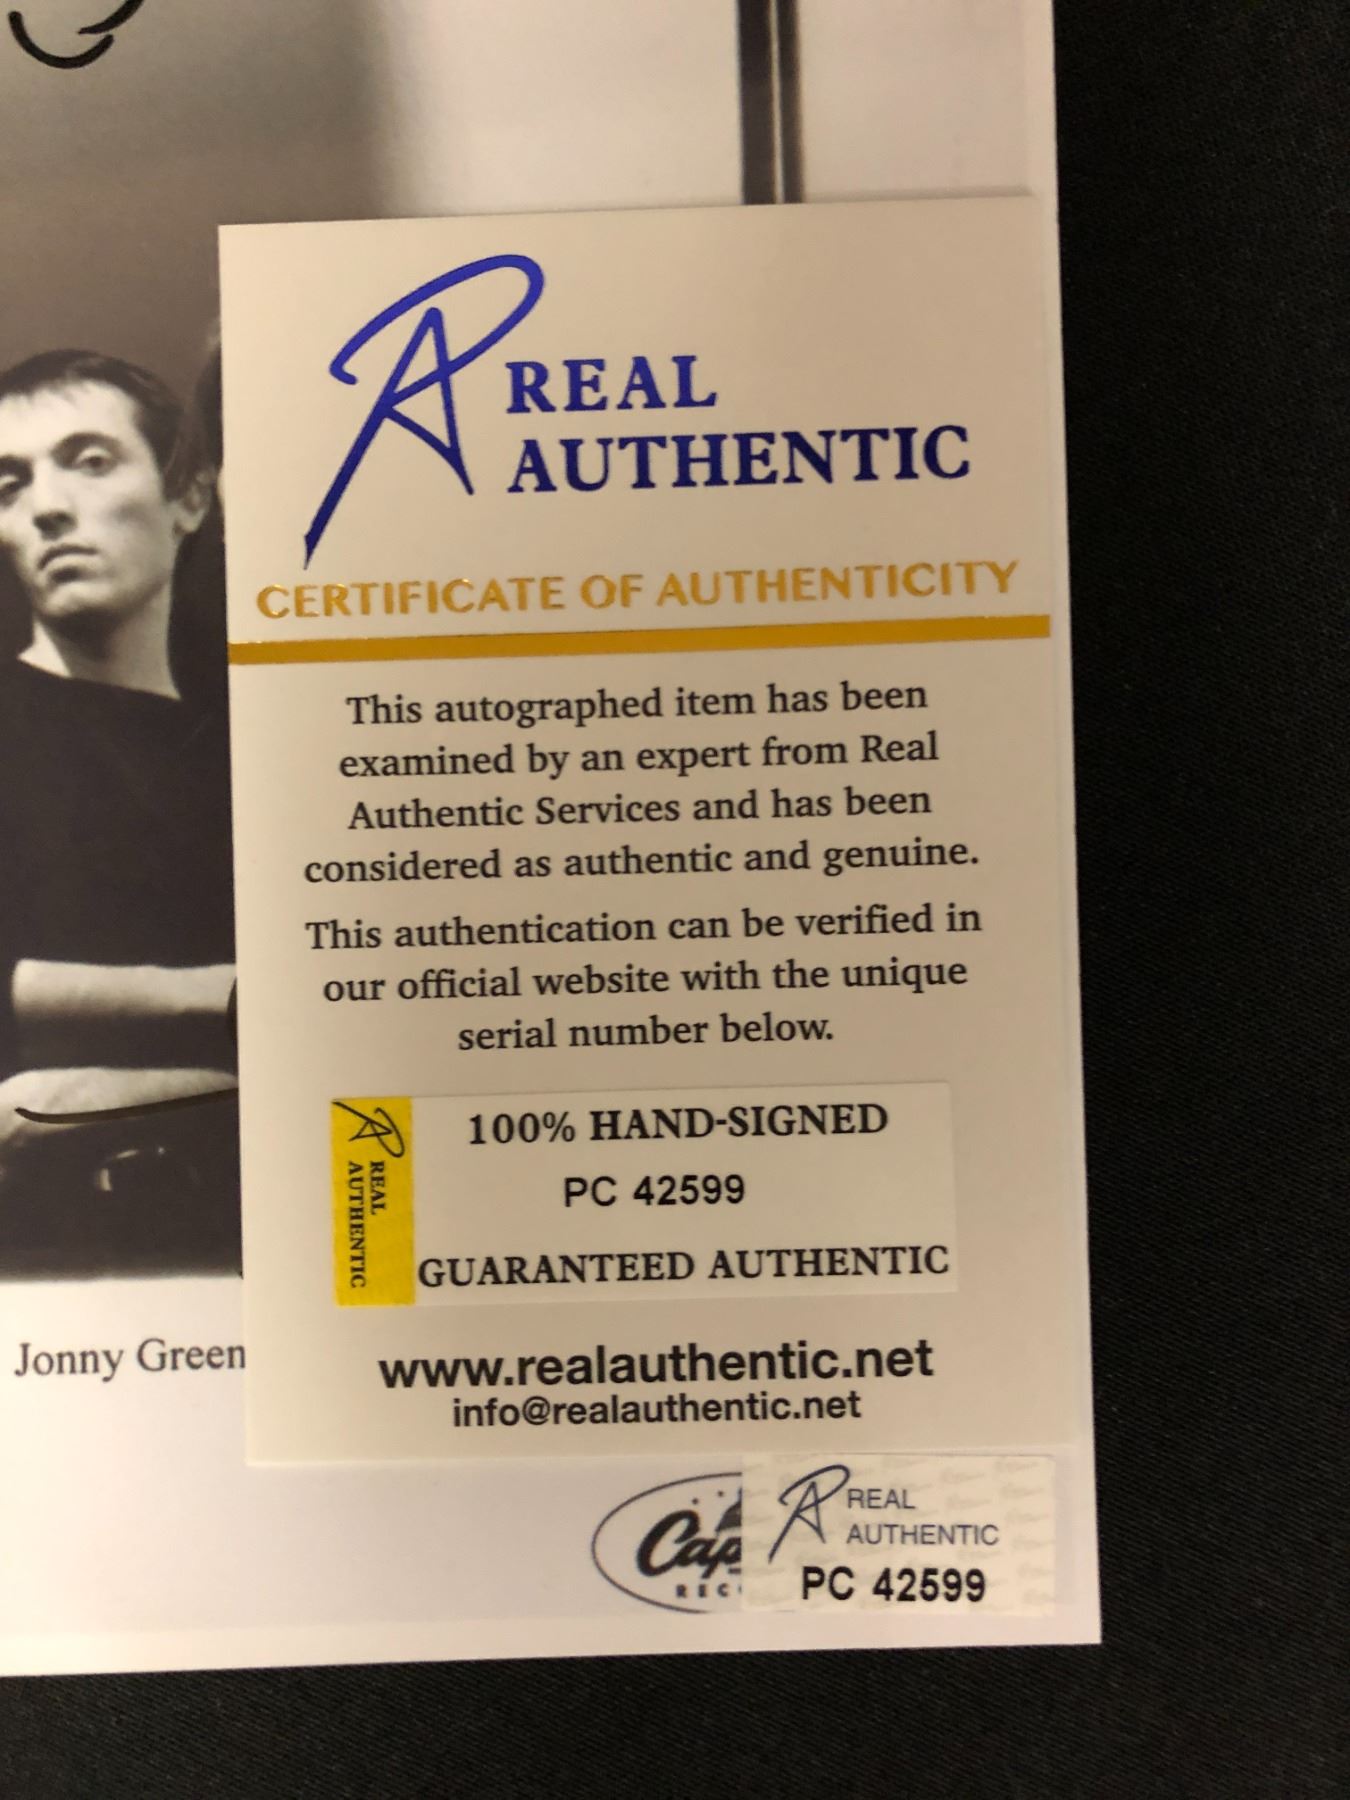 REAL
AUTHENTIC
CERTIFICATE OF AUTHENTICITY
This autographed item has been
examined by an expert from Real
Authentic Services and has been
considered as authentic and genuine.
This authentication can be verified in
our official website with the unique
serial number below.
REAL
AUTHENTIC
100% HAND-SIGNED
PC 42599
GUARANTEED AUTHENTIC
www.realauthentic.net
info@realauthentic.net
Jonny Green
Cap
REC
REAL
AUTHENTIC
PC 42599